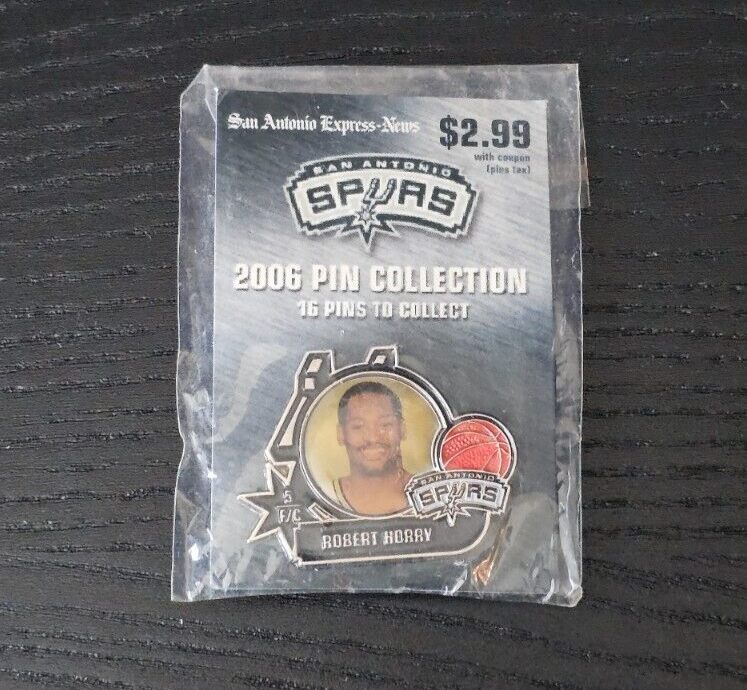 San Antonio Express-News
$2.99
with coupon
(plus tax)
SAN ANTONIO
SPURS
2006 PIN COLLECTION
16 PINS TO COLLECT
SAN ANTONIO
SPURS
5
F/C
ROBERT HORRY